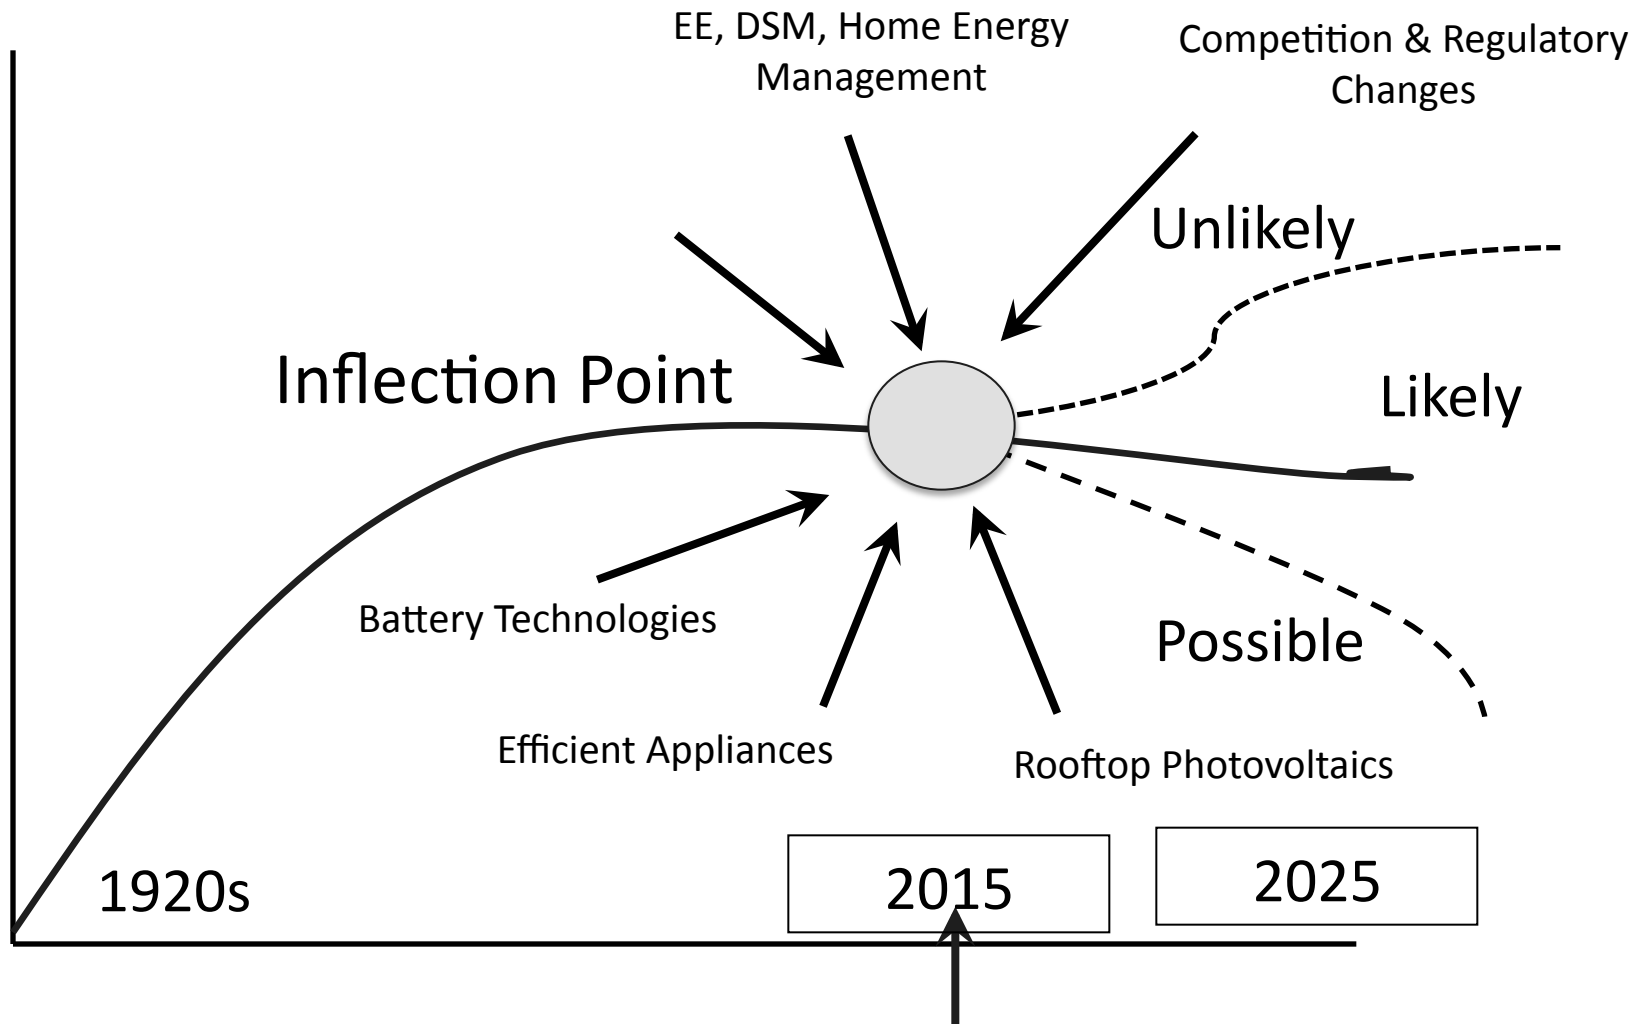 EE, DSM, Home Energy
Management
Competition & Regulatory
Changes
Unlikely
Inflection Point
Likely
Battery Technologies
Possible
Efficient Appliances
Rooftop Photovoltaics
1920s
2015
2025